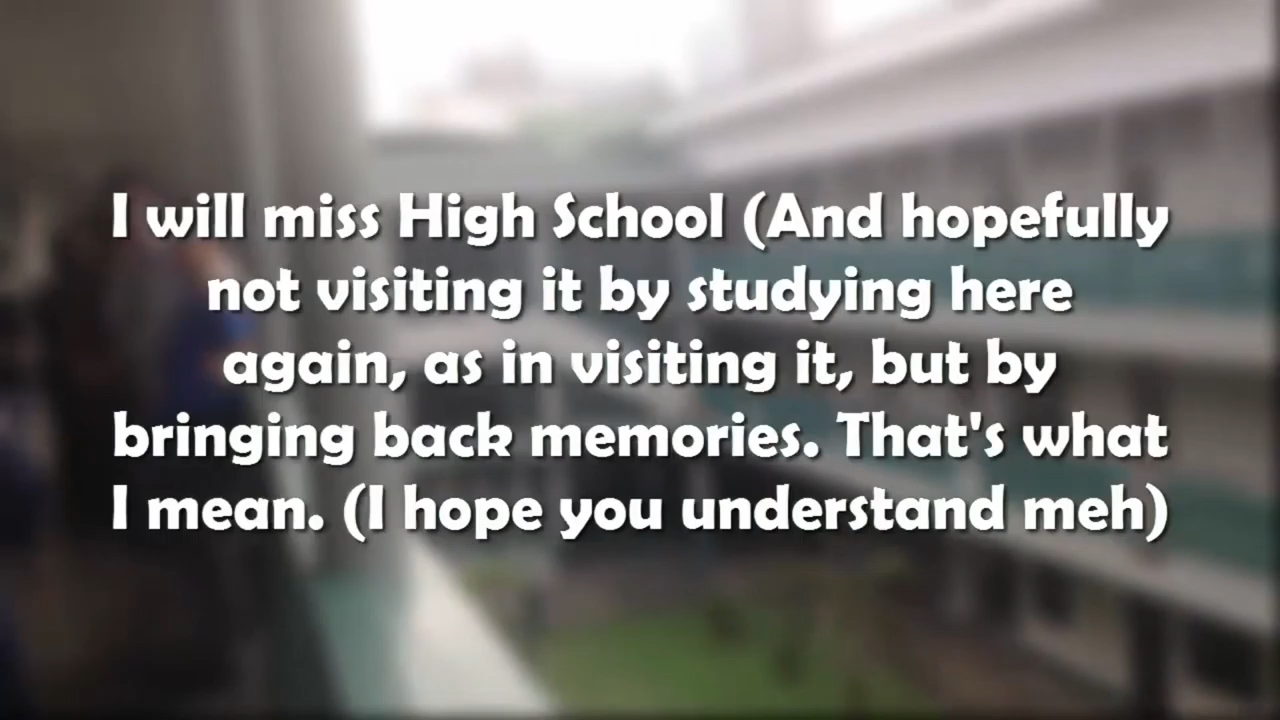 I will miss High School (And hopefully
not visiting it by studying here
again, as in visiting it, but by
bringing back memories. That's what
I mean. (I hope you understand meh)